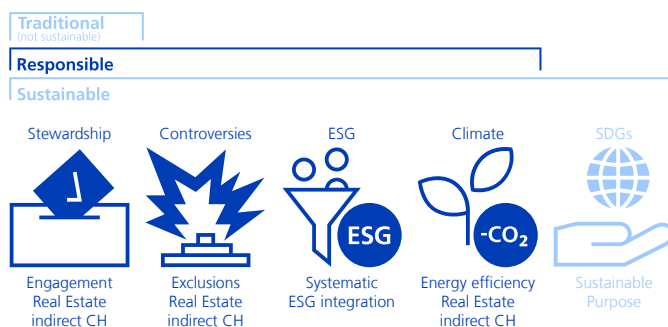 Traditional
(not sustainable)
Responsible
Sustainable
Stewardship Controversies ESG Climate SDGs
ESG -CO₂
Engagement Exclusions Systematic Energy efficiency Sustainable
Real Estate Real Estate ESG integration Real Estate Purpose
indirect CH indirect CH indirect CH